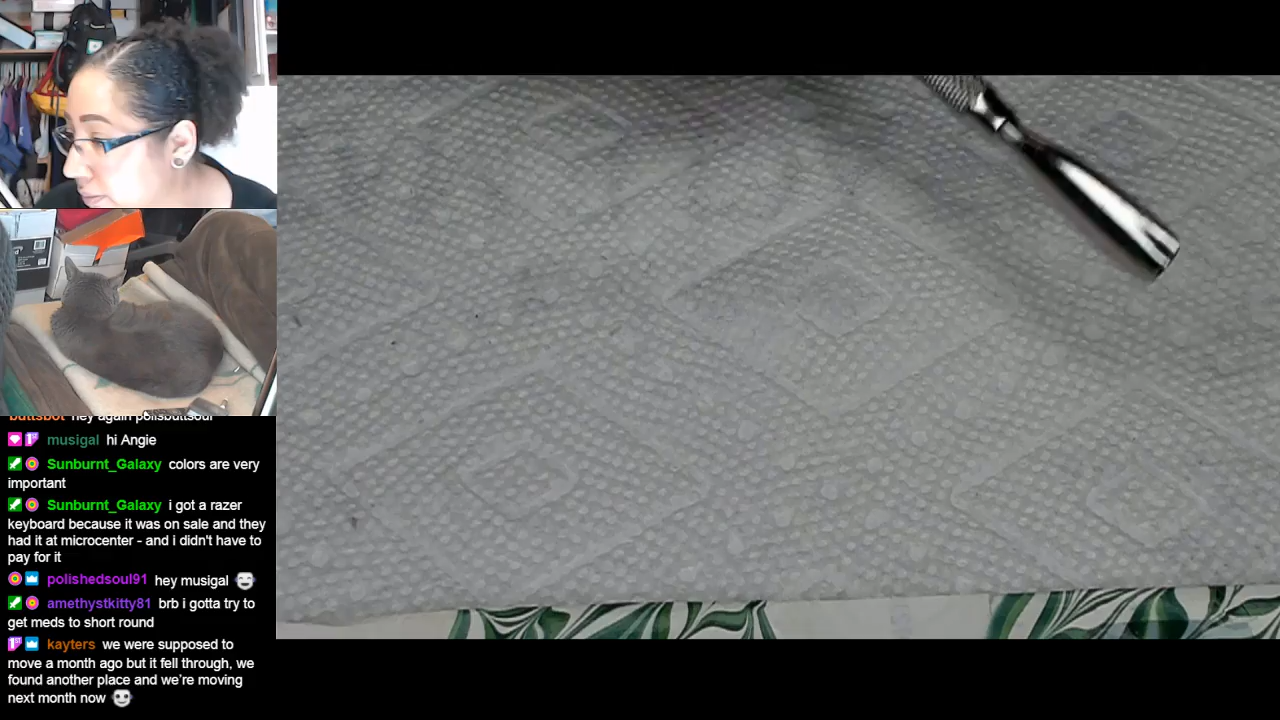 buttsbot hey again polisbuttsoul
musigal hi Angie
Sunburnt_Galaxy colors are very
important
Sunburnt_Galaxy i got a razer
keyboard because it was on sale and they
had it at microcenter - and i didn't have to
pay for it
polishedsoul91 hey musigal
amethystkitty81 brb i gotta try to
get meds to short round
kayters we were supposed to
move a month ago but it fell through, we
found another place and we're moving
next month now